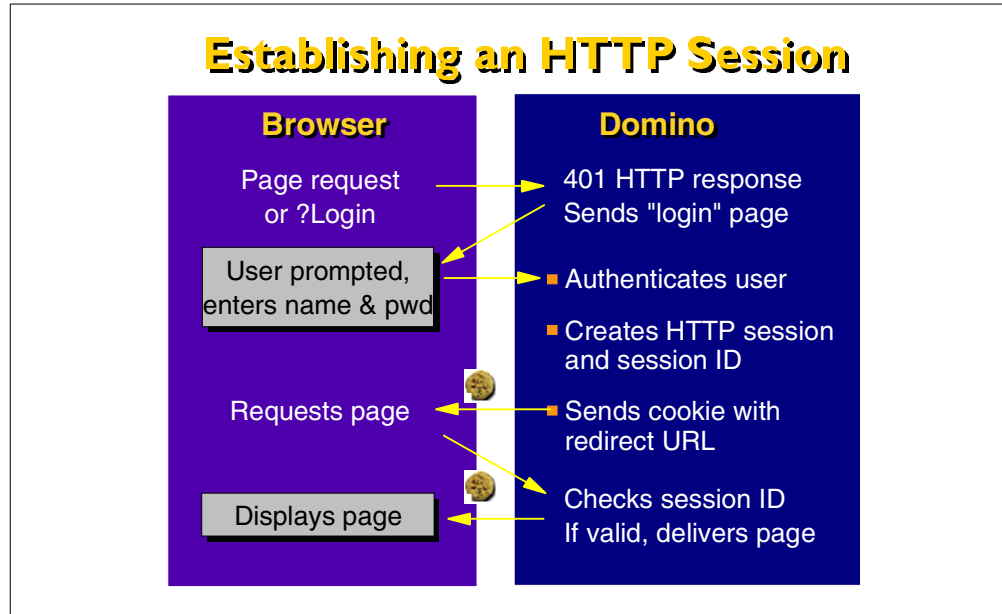 Establishing an HTTP Session
Browser
Domino
Page request
or ?Login
401 HTTP response
Sends "login" page
User prompted,
enters name & pwd
Authenticates user
Creates HTTP session
and session ID
Requests page
Sends cookie with
redirect URL
Checks session ID
If valid, delivers page
Displays page